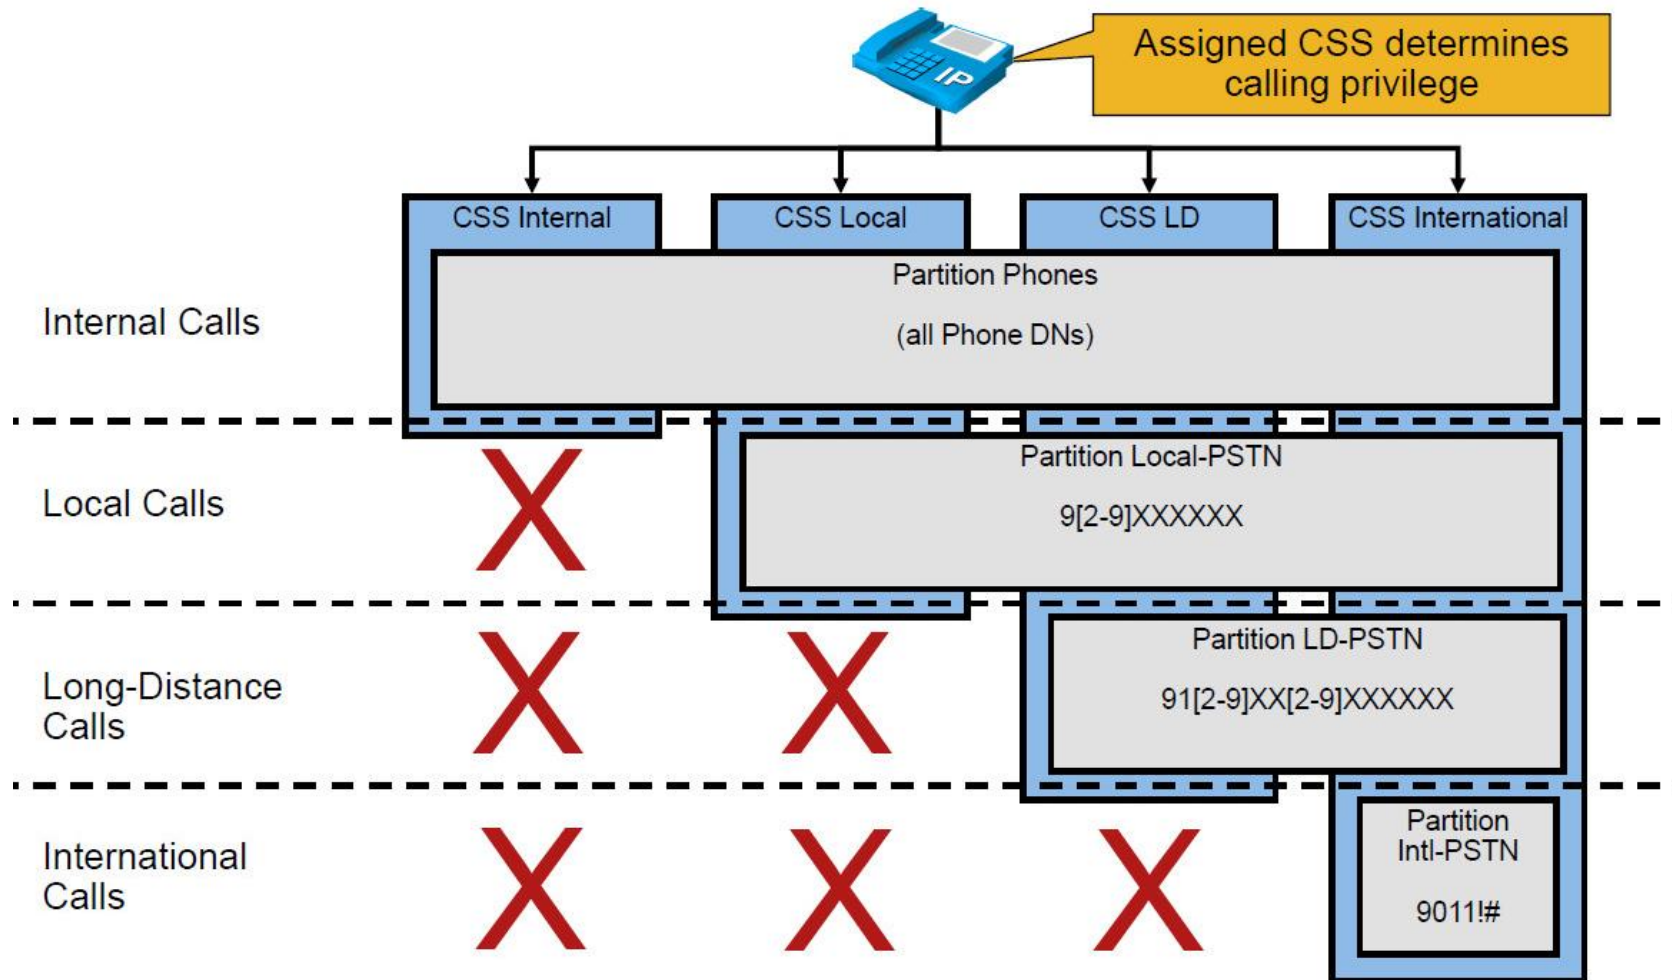 Assigned CSS determines
calling privilege
IP
CSS Internal
CSS Local
CSS LD
CSS International
Internal Calls
Partition Phones
(all Phone DNs)
Local Calls
Partition Local-PSTN
9[2-9]XXXXXX
Long-Distance
Calls
Partition LD-PSTN
91[2-9]XX[2-9]XXXXXX
International
Calls
Partition
Intl-PSTN
9011!#